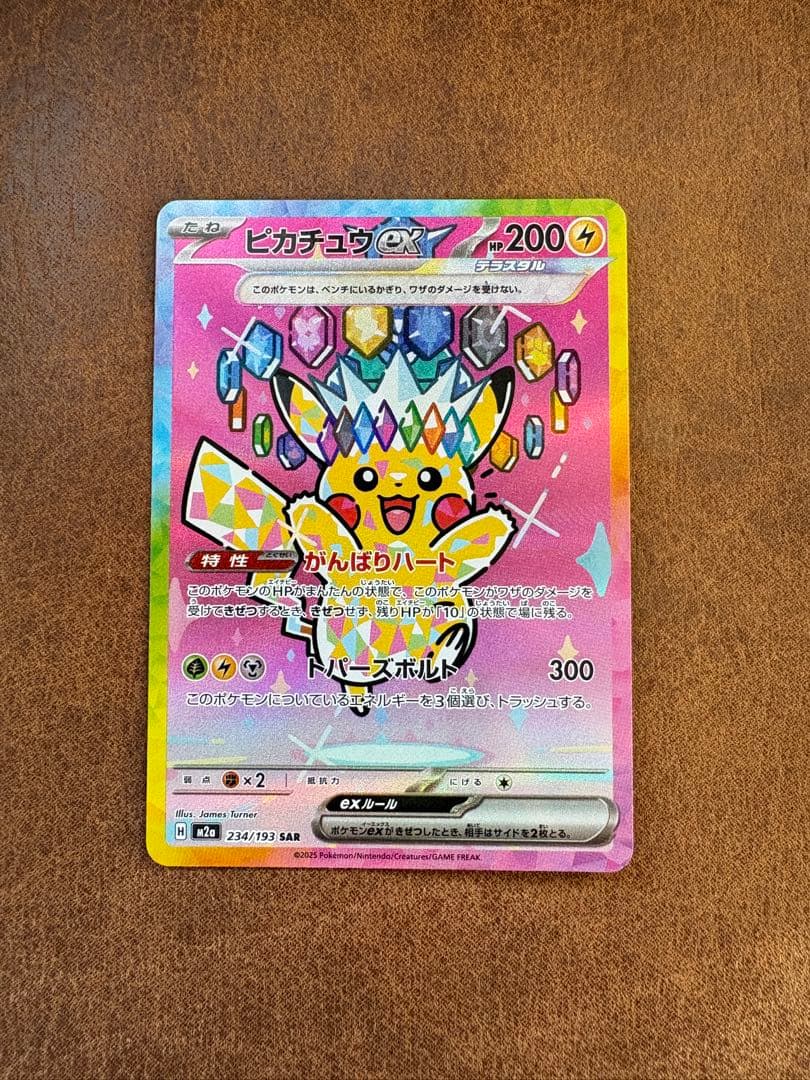 たね
ピカチュウex
HP200
テラスタル
このポケモンは、ベンチにいるかぎり、ワザのダメージを受けない。
特性
とくせい
がんばりハート
このポケモンのHPがまんたんの状態で、このポケモンがワザのダメージを
受けてきぜつするとき、きぜつせず、残りHPが「10」の状態で場に残る。
トパーズボルト 300
このポケモンについているエネルギーを3個選び、トラッシュする。
弱点 ×2 抵抗力 にげる
Illus. James Turner
exルール
ポケモンexがきぜつしたとき、相手はサイドを2枚とる。
H M2a 234/193 SAR
©2025 Pokémon/Nintendo/Creatures/GAME FREAK.